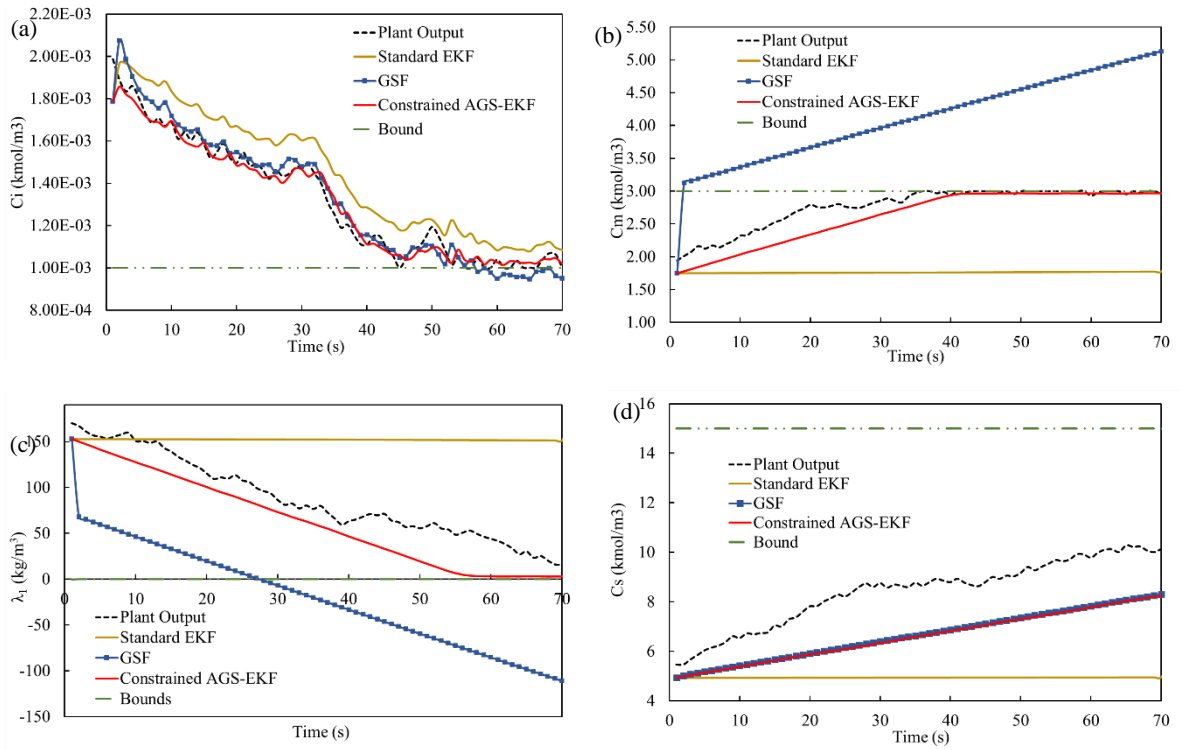 (a)
Ci (kmol/m3)
2.20E-03
2.00E-03
1.80E-03
1.60E-03
1.40E-03
1.20E-03
1.00E-03
8.00E-04
0 10 20 30 40 50 60 70
Time (s)
Plant Output
Standard EKF
GSF
Constrained AGS-EKF
Bound
(b)
Cm (kmol/m3)
5.50
5.00
4.50
4.00
3.50
3.00
2.50
2.00
1.50
1.00
0 10 20 30 40 50 60 70
Time (s)
Plant Output
Standard EKF
GSF
Constrained AGS-EKF
Bound
(c)
λ1 (kg/m³)
150
100
50
0
-50
-100
-150
0 10 20 30 40 50 60 70
Plant Output
Standard EKF
GSF
Constrained AGS-EKF
Bounds
Time (s)
(d)
Cs (kmol/m3)
16
14
12
10
8
6
4
0 10 20 30 40 50 60 70
Time (s)
Plant Output
Standard EKF
GSF
Constrained AGS-EKF
Bound